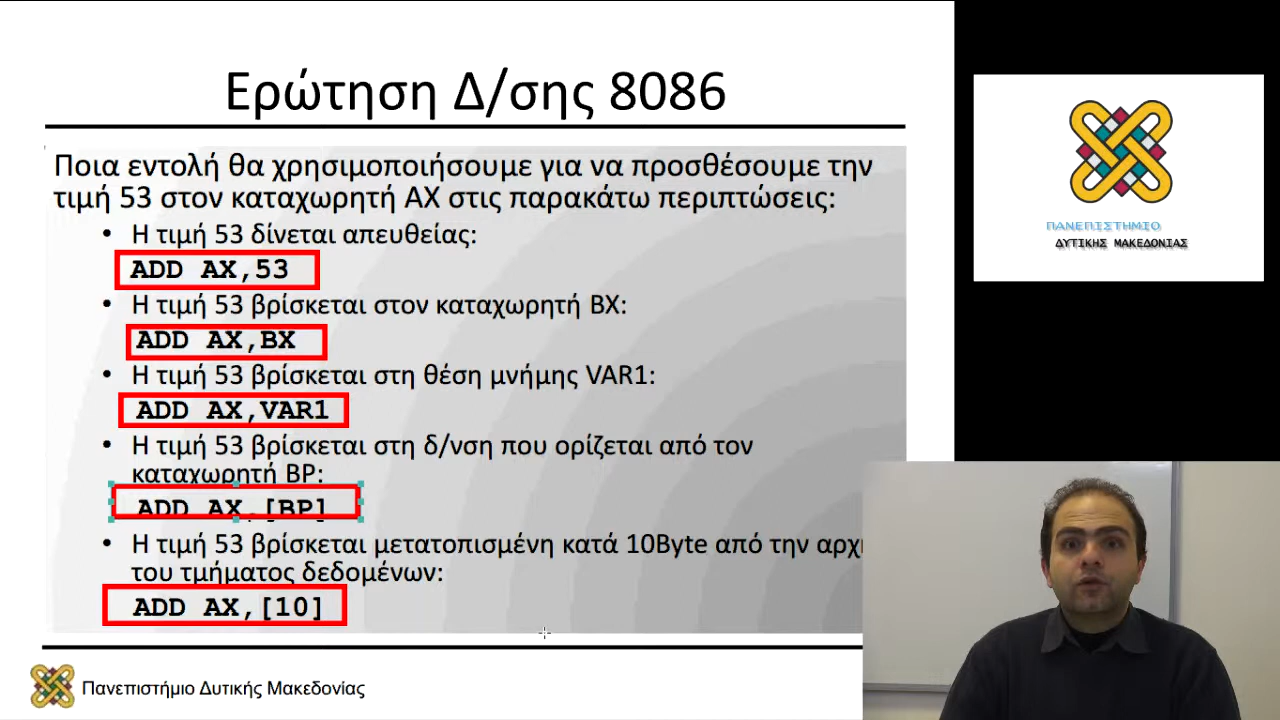 Ερώτηση Δ/σης 8086
Ποια εντολή θα χρησιμοποιήσουμε για να προσθέσουμε την
τιμή 53 στον καταχωρητή AX στις παρακάτω περιπτώσεις:
• Η τιμή 53 δίνεται απευθείας:
ADD AX,53
• Η τιμή 53 βρίσκεται στον καταχωρητή BX:
ADD AX,BX
• Η τιμή 53 βρίσκεται στη θέση μνήμης VAR1:
ADD AX,VAR1
• Η τιμή 53 βρίσκεται στη δ/νση που ορίζεται από τον
καταχωρητή BP:
ADD AX,[BP]
• Η τιμή 53 βρίσκεται μετατοπισμένη κατά 10Byte από την αρχή
του τμήματος δεδομένων:
ADD AX,[10]
Πανεπιστήμιο Δυτικής Μακεδονίας
ΠΑΝΕΠΙΣΤΗΜΙΟ
ΔΥΤΙΚΗΣ ΜΑΚΕΔΟΝΙΑΣ